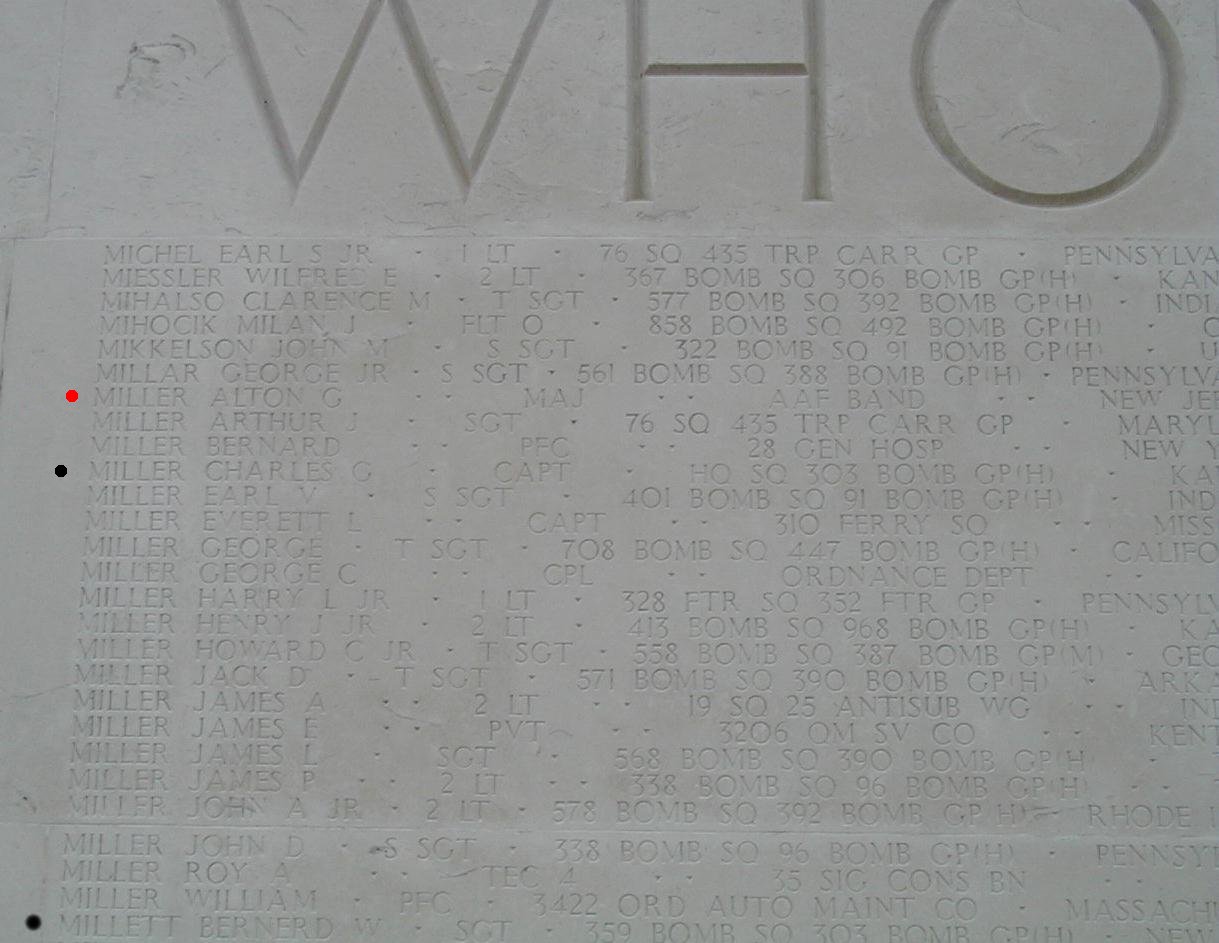 WHO
MICHEL EARL S JR · 1 LT · 76 SQ 435 TRP CARR GP · PENNSYLVA
MIESSLER WILFRED E · 2 LT · 367 BOMB SQ 306 BOMB GP(H) · KAN
MIHALSO CLARENCE M · T SGT · 577 BOMB SQ 392 BOMB GP(H) · INDI
MIHOCIK MILAN J · FLT O · 858 BOMB SQ 492 BOMB GP(H) ·
MIKKELSON JOHN M · S SGT · 322 BOMB SQ 91 BOMB GP(H) · U
MILLAR GEORGE JR · S SGT · 561 BOMB SQ 388 BOMB GP(H) · PENNSYLVA
MILLER ALTON G · · MAJ · · AAF BAND · · NEW JER
MILLER ARTHUR J · SGT · 76 SQ 435 TRP CARR GP · MARYL
MILLER BERNARD · · PFC · · 28 GEN HOSP · · NEW Y
MILLER CHARLES G · CAPT · HQ SQ 303 BOMB GP(H) · KA
MILLER EARL V · S SGT · 401 BOMB SQ 91 BOMB GP(H) · IND
MILLER EVERETT L · · CAPT · · 310 FERRY SQ · · MISS
MILLER GEORGE · T SGT · 708 BOMB SQ 447 BOMB GP(H) · CALIFO
MILLER GEORGE C · · CPL · · ORDNANCE DEPT · ·
MILLER HARRY L JR · 1 LT · 328 FTR SQ 352 FTR GP · PENNSYLV
MILLER HENRY J JR · 2 LT · 413 BOMB SQ 968 BOMB GP(H) · KA
MILLER HOWARD C JR · T SGT · 558 BOMB SQ 387 BOMB GP(M) · GEO
MILLER JACK D · · T SGT · 571 BOMB SQ 390 BOMB GP(H) · ARKA
MILLER JAMES A · · 2 LT · · 19 SQ 25 ANTISUB WG · · IND
MILLER JAMES E · · PVT · · 3206 QM SV CO · · KENT
MILLER JAMES L · SGT · 568 BOMB SQ 390 BOMB GP(H ·
MILLER JAMES P · · 2 LT · · 338 BOMB SQ 96 BOMB GP(H) · ·
MILLER JOHN A JR · 2 LT · 578 BOMB SQ 392 BOMB GP(H) · RHODE I
MILLER JOHN D · S SGT · 338 BOMB SQ 96 BOMB GP(H) · PENNSYL
MILLER ROY A · · TEC 4 · · 35 SIG CONS BN · ·
MILLER WILLIAM · PFC · 3422 ORD AUTO MAINT CO · MASSACHU
MILLETT BERNERD W · SGT · 359 BOMB SQ 303 BOMB GP(H) · NEW